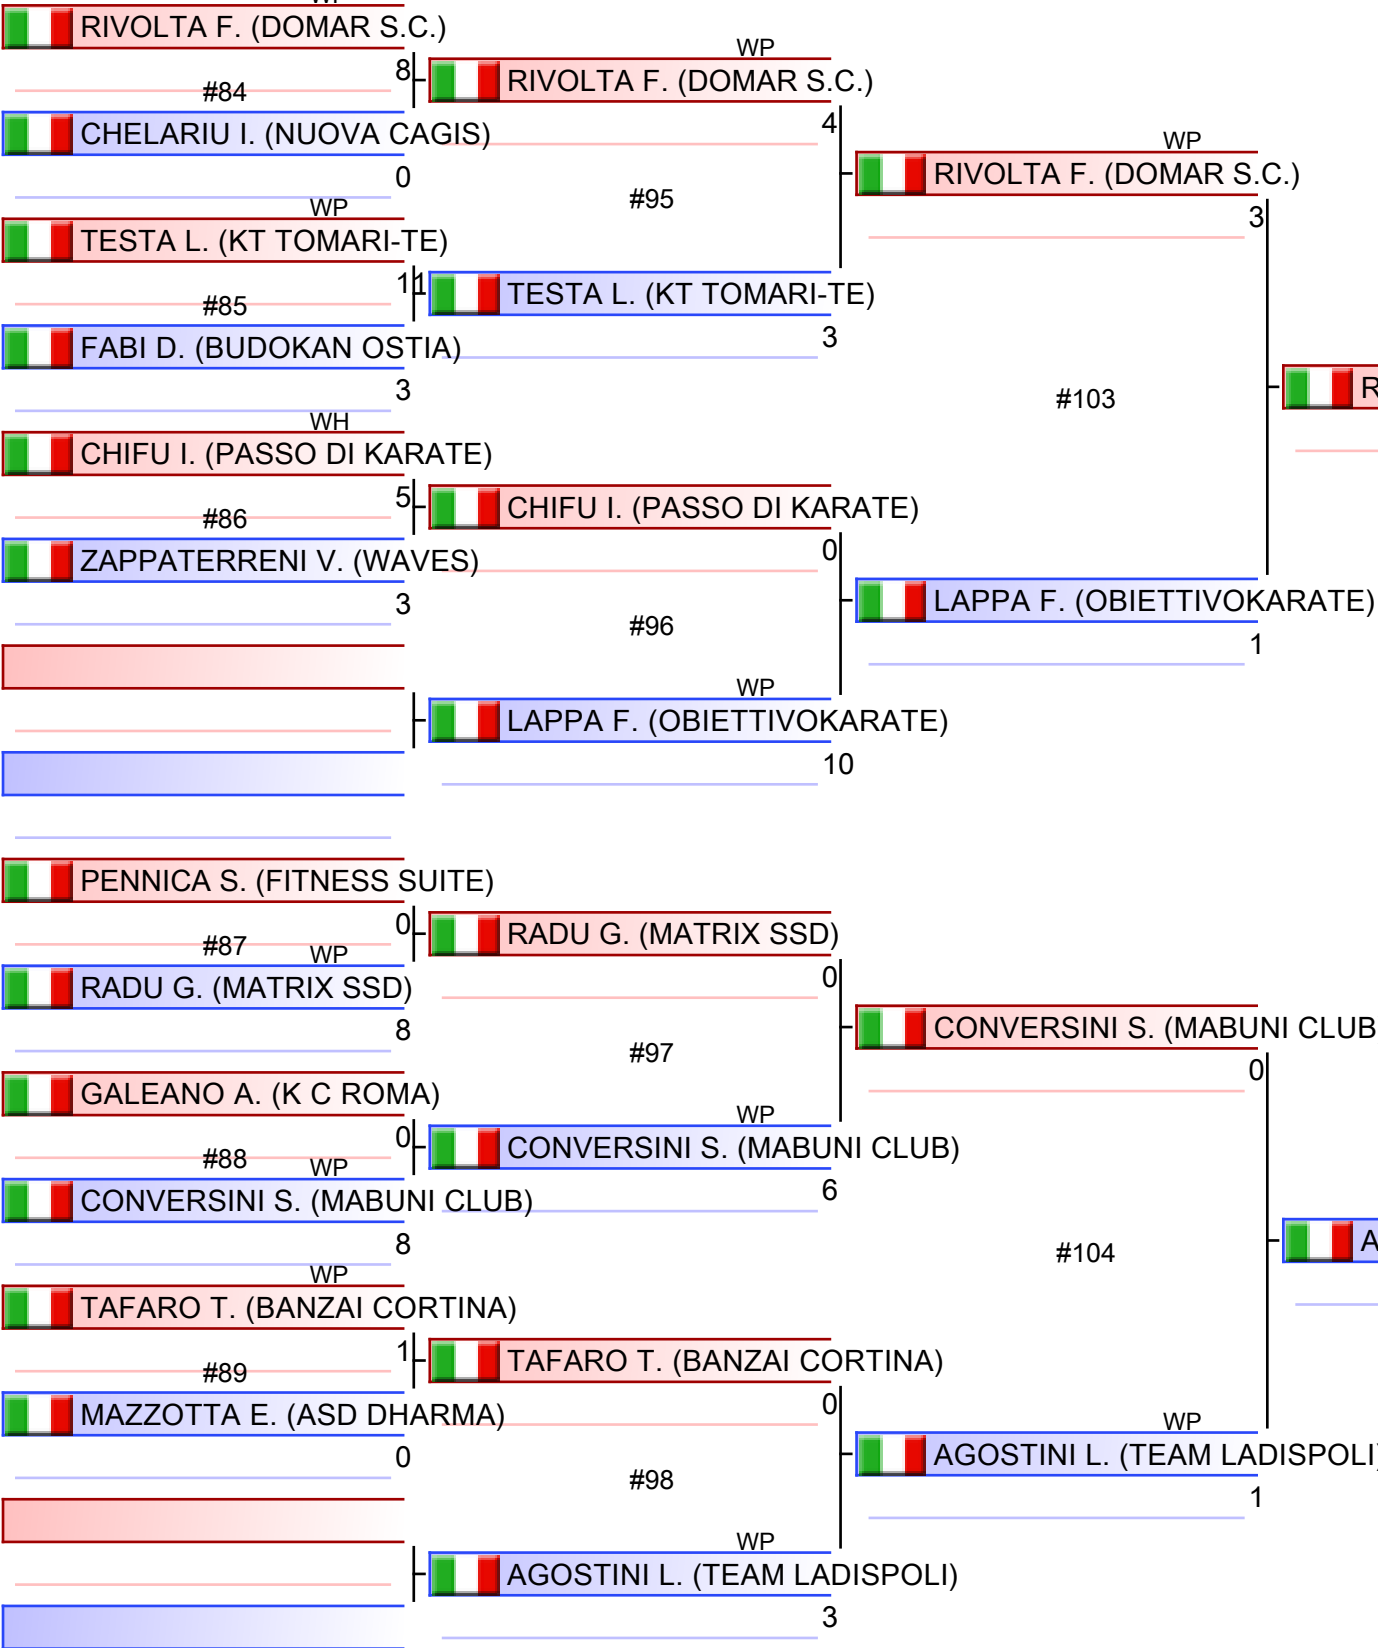 RIVOLTA F. (DOMAR S.C.)
8
#84
CHELARIU I. (NUOVA CAGIS)
0
WP
TESTA L. (KT TOMARI-TE)
11
#85
FABI D. (BUDOKAN OSTIA)
3
WH
CHIFU I. (PASSO DI KARATE)
5
#86
ZAPPATERRENI V. (WAVES)
3
PENNICA S. (FITNESS SUITE)
0
#87
WP
RADU G. (MATRIX SSD)
8
GALEANO A. (K C ROMA)
0
#88
WP
CONVERSINI S. (MABUNI CLUB)
8
WP
TAFARO T. (BANZAI CORTINA)
1
#89
MAZZOTTA E. (ASD DHARMA)
0
WP
RIVOLTA F. (DOMAR S.C.)
4
#95
TESTA L. (KT TOMARI-TE)
3
CHIFU I. (PASSO DI KARATE)
0
#96
WP
LAPPA F. (OBIETTIVOKARATE)
10
RADU G. (MATRIX SSD)
0
#97
WP
CONVERSINI S. (MABUNI CLUB)
6
TAFARO T. (BANZAI CORTINA)
0
#98
WP
AGOSTINI L. (TEAM LADISPOLI)
3
WP
RIVOLTA F. (DOMAR S.C.)
3
#103
LAPPA F. (OBIETTIVOKARATE)
1
CONVERSINI S. (MABUNI CLUB
0
#104
WP
AGOSTINI L. (TEAM LADISPOLI)
1
R
A